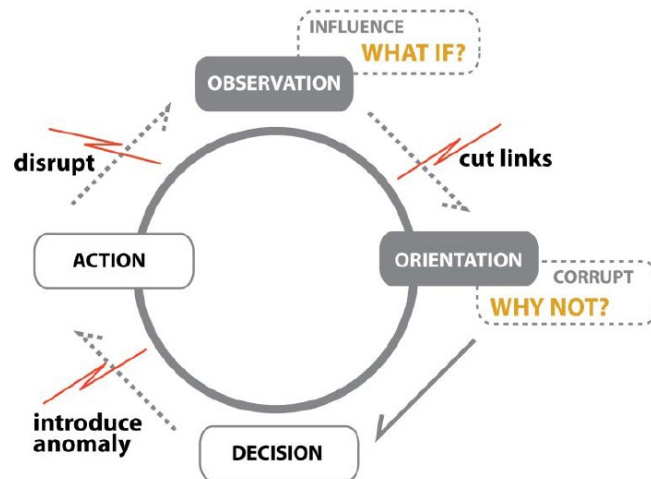 INFLUENCE
WHAT IF?
OBSERVATION
disrupt
cut links
ACTION
ORIENTATION
CORRUPT
WHY NOT?
introduce
anomaly
DECISION